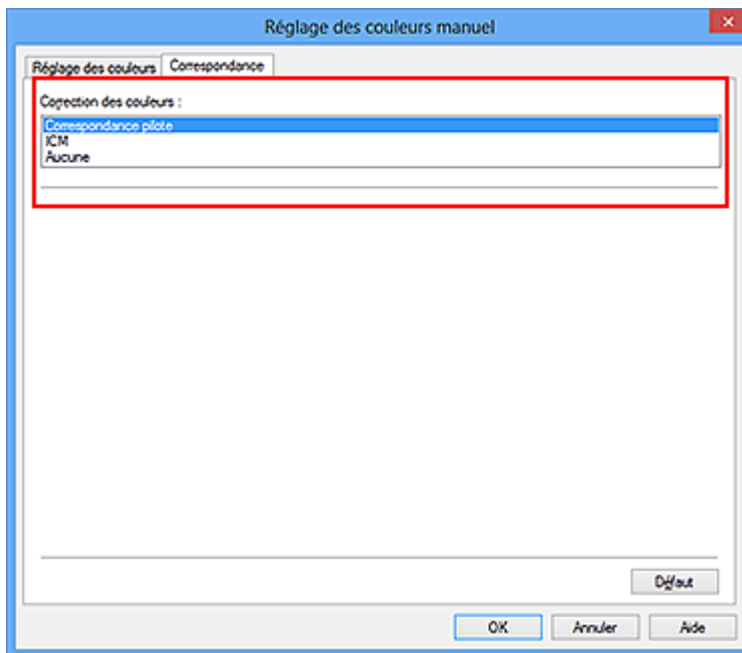 Réglage des couleurs manuel
Réglage des couleurs Correspondance
Correction des couleurs :
Correspondance pilote
ICM
Aucune
Défaut
OK Annuler Aide